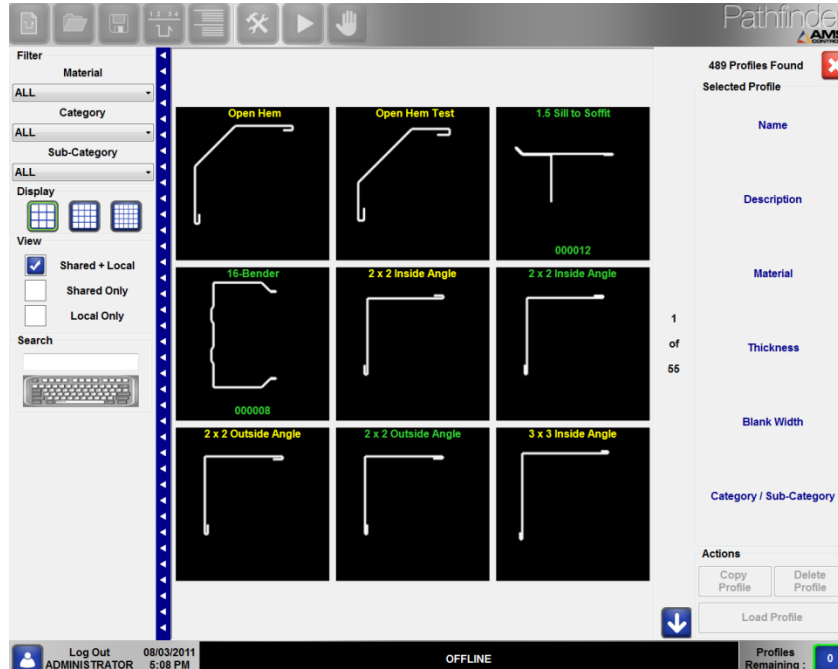 Pathfinder
AMS
CONTROLS
Filter
Material
ALL
Category
ALL
Sub-Category
ALL
Display
View
Shared + Local
Shared Only
Local Only
Search
Open Hem
Open Hem Test
1.5 Sill to Soffit
000012
16-Bender
000008
2 x 2 Inside Angle
2 x 2 Inside Angle
2 x 2 Outside Angle
2 x 2 Outside Angle
3 x 3 Inside Angle
1
of
55
489 Profiles Found
Selected Profile
Name
Description
Material
Thickness
Blank Width
Category / Sub-Category
Actions
Copy
Profile
Delete
Profile
Load Profile
Log Out
ADMINISTRATOR
08/03/2011
5:08 PM
OFFLINE
Profiles
Remaining :
0